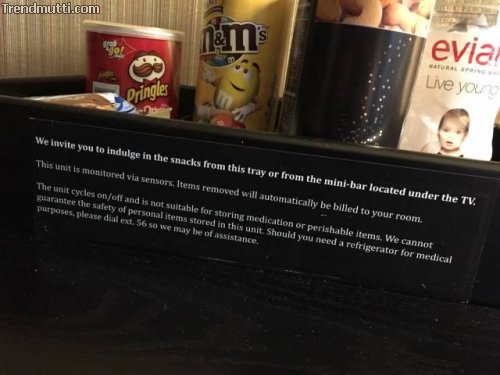 Trendmutti.com
grab
& go!
Pringles
Original
m&m's
evian
NATURAL SPRING
Live young
We invite you to indulge in the snacks from this tray or from the mini-bar located under the TV.
This unit is monitored via sensors. Items removed will automatically be billed to your room.
The unit cycles on/off and is not suitable for storing medication or perishable items. We cannot
guarantee the safety of personal items stored in this unit. Should you need a refrigerator for medical
purposes, please dial ext. 56 so we may be of assistance.